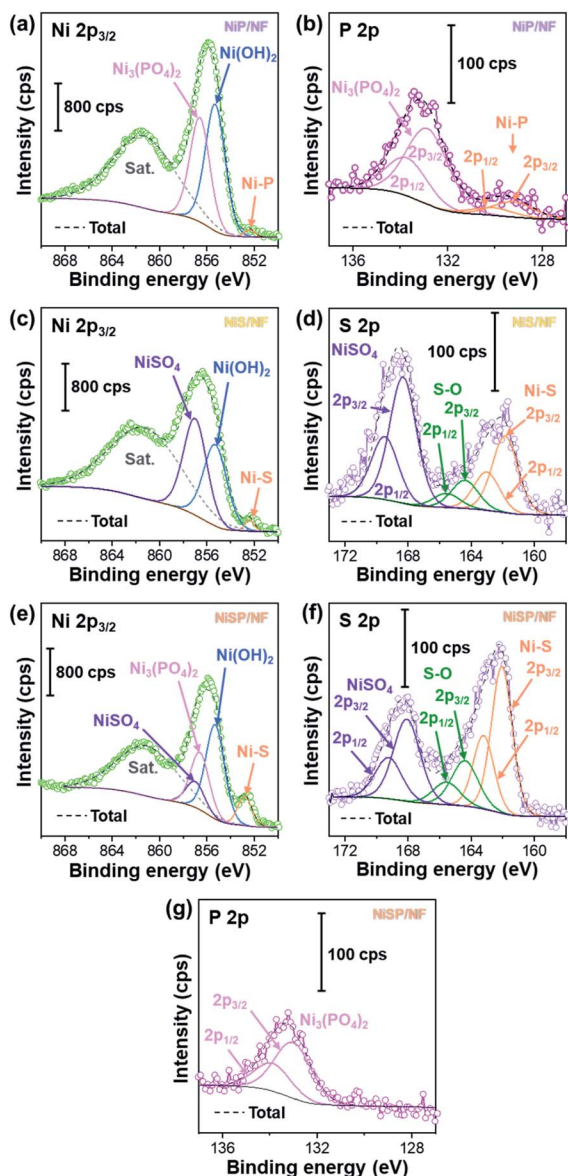 (a) Ni 2p3/2 NiP/NF
Ni3(PO4)2 Ni(OH)2
800 cps
Sat.
Ni-P
Total
Intensity (cps)
868 864 860 856 852
Binding energy (eV)
(b) P 2p NiP/NF
100 cps
Ni3(PO4)2
Ni-P
2p3/2 2p1/2 2p3/2
2p1/2
Total
Intensity (cps)
136 132 128
Binding energy (eV)
(c) Ni 2p3/2 NiS/NF
NiSO4 Ni(OH)2
800 cps
Sat.
Ni-S
Total
Intensity (cps)
868 864 860 856 852
Binding energy (eV)
(d) S 2p NiS/NF
NiSO4
100 cps
S-O Ni-S
2p3/2 2p3/2 2p3/2
2p1/2
2p1/2 2p1/2
Total
Intensity (cps)
172 168 164 160
Binding energy (eV)
(e) Ni 2p3/2 NiSP/NF
800 cps
Ni3(PO4)2 Ni(OH)2
NiSO4
Sat.
Ni-S
Total
Intensity (cps)
868 864 860 856 852
Binding energy (eV)
(f) S 2p NiSP/NF
100 cps
Ni-S
S-O
NiSO4 2p3/2
2p3/2 2p3/2
2p1/2 2p1/2 2p1/2
Total
Intensity (cps)
172 168 164 160
Binding energy (eV)
(g) P 2p NiSP/NF
100 cps
2p3/2 Ni3(PO4)2
2p1/2
Total
Intensity (cps)
136 132 128
Binding energy (eV)